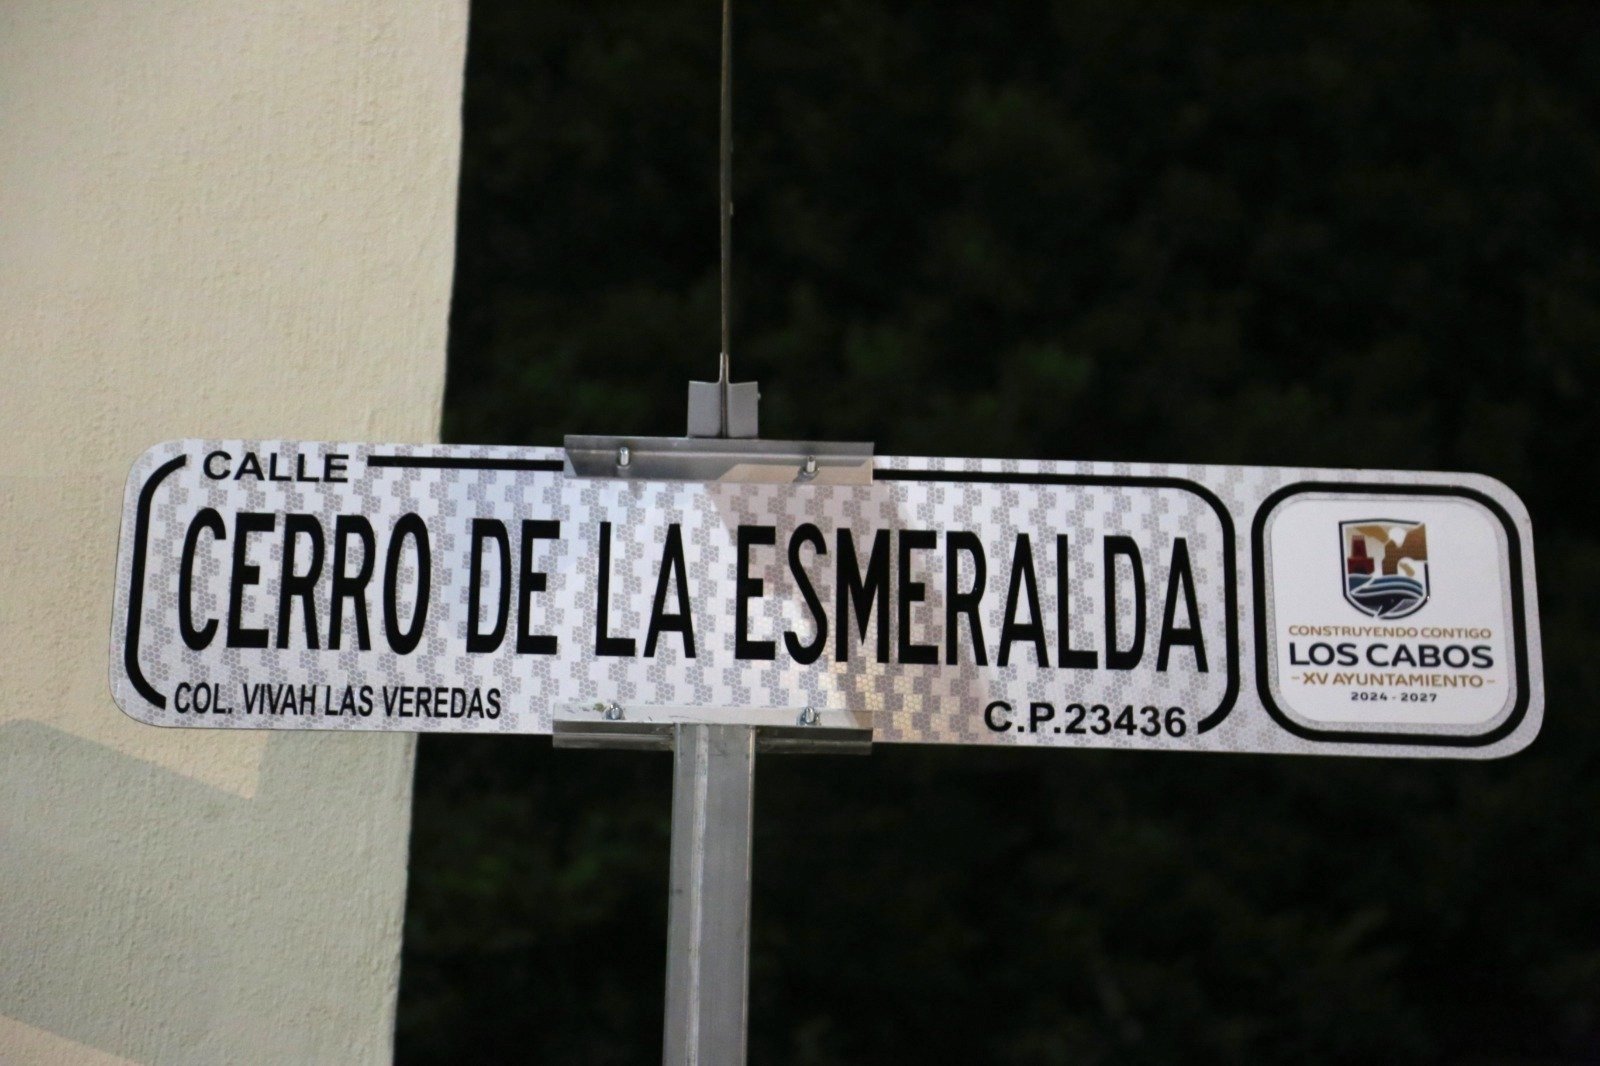 CALLE
CERRO DE LA ESMERALDA
COL. VIVAH LAS VEREDAS
C.P.23436
CONSTRUYENDO CONTIGO
LOS CABOS
-XV AYUNTAMIENTO-
2024 - 2027